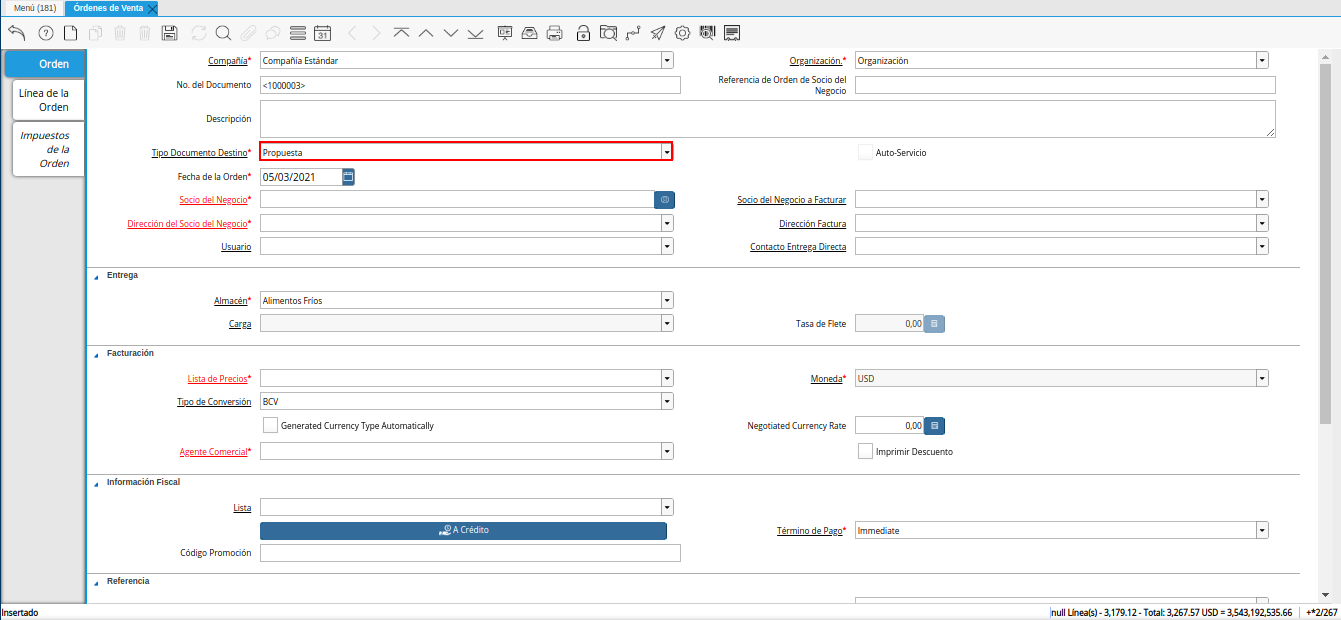 Menú (181)
Órdenes de Venta
31
Orden
Línea de la
Orden
Impuestos
de la
Orden
Compañía*
Compañía Estándar
Organización.*
Organización
No. del Documento
<1000003>
Referencia de Orden de Socio del
Negocio
Descripción
Tipo Documento Destino*
Propuesta
Auto-Servicio
Fecha de la Orden*
05/03/2021
Socio del Negocio*
Socio del Negocio a Facturar
Dirección del Socio del Negocio*
Dirección Factura
Usuario
Contacto Entrega Directa
Entrega
Almacén*
Alimentos Fríos
Carga
Tasa de Flete
0,00
Facturación
Lista de Precios*
Moneda*
USD
Tipo de Conversión
BCV
Generated Currency Type Automatically
Negotiated Currency Rate
0,00
Agente Comercial*
Imprimir Descuento
Información Fiscal
Lista
A Crédito
Término de Pago*
Immediate
Código Promoción
Referencia
Insertado
null Línea(s) - 3,179.12 - Total: 3,267.57 USD = 3,543,192,535.66
+*2/267